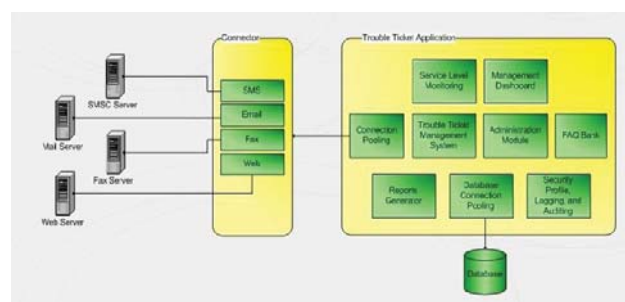 Connector
Trouble Ticker Application
SMSC Server
Mail Server
Fax Server
Web Server
SMS
Email
Fax
Web
Service Level
Monitoring
Management
Dashboard
Connection
Pooling
Trouble Ticket
Management
System
Administration
Module
FAQ Bank
Reports
Generator
Database
Connection
Pooling
Security
Profile,
Logging, and
Auditing
Database